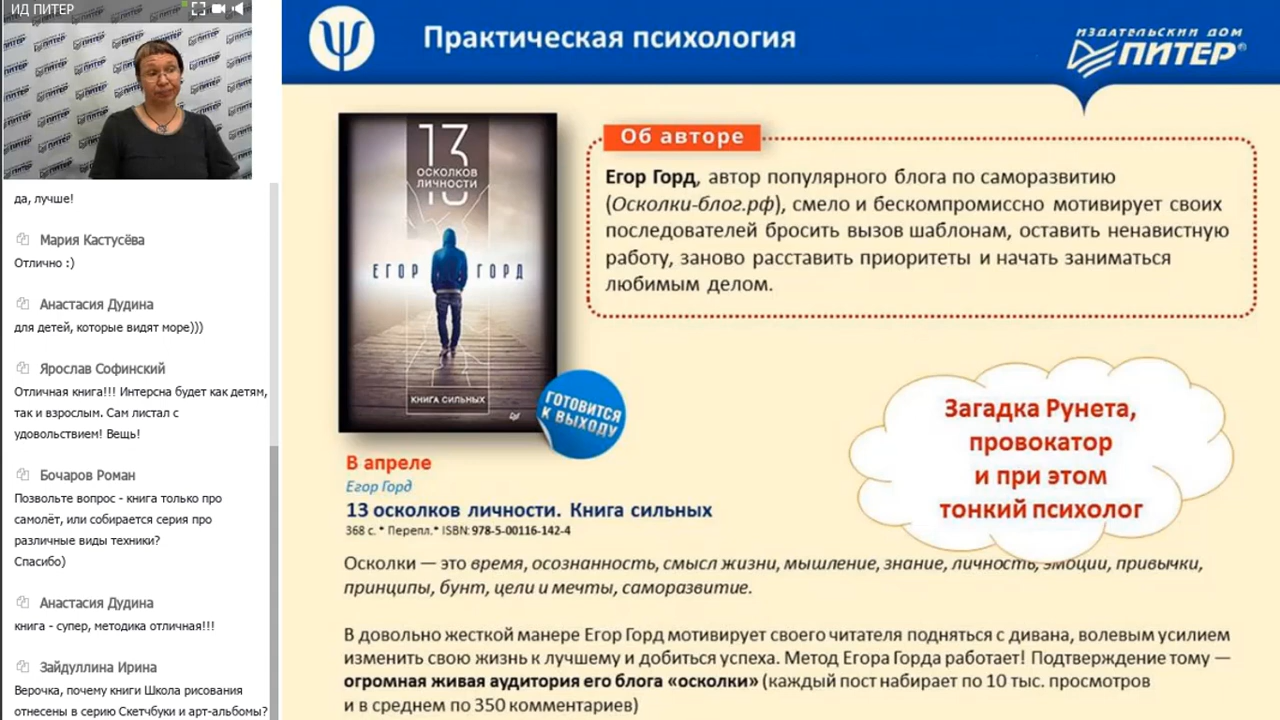 ИД ПИТЕР
да, лучше!
Мария Кастусёва
Отлично :)
Анастасия Дудина
для детей, которые видят море)))
Ярослав Софинский
Отличная книга!!! Интерсна будет как детям,
так и взрослым. Сам листал с
удовольствием! Вещь!
Бочаров Роман
Позвольте вопрос - книга только про
самолёт, или собирается серия про
различные виды техники?
Спасибо)
Анастасия Дудина
книга - супер, методика отличная!!!
Зайдуллина Ирина
Верочка, почему книги Школа рисования
отнесены в серию Скетчбуки и арт-альбомы?
Практическая психология
ИЗДАТЕЛЬСКИЙ ДОМ
ПИТЕР®
13
ОСКОЛКОВ
ЛИЧНОСТИ
ЕГОР ГОРД
КНИГА СИЛЬНЫХ
ГОТОВИТСЯ
К ВЫХОДУ
Об авторе
Егор Горд, автор популярного блога по саморазвитию
(Осколки-блог.рф), смело и бескомпромиссно мотивирует своих
последователей бросить вызов шаблонам, оставить ненавистную
работу, заново расставить приоритеты и начать заниматься
любимым делом.
Загадка Рунета,
провокатор
и при этом
тонкий психолог
В апреле
Егор Горд
13 осколков личности. Книга сильных
368 с. * Перепл.* ISBN: 978-5-00116-142-4
Осколки — это время, осознанность, смысл жизни, мышление, знание, личность, эмоции, привычки,
принципы, бунт, цели и мечты, саморазвитие.
В довольно жесткой манере Егор Горд мотивирует своего читателя подняться с дивана, волевым усилием
изменить свою жизнь к лучшему и добиться успеха. Метод Егора Горда работает! Подтверждение тому —
огромная живая аудитория его блога «осколки» (каждый пост набирает по 10 тыс. просмотров
и в среднем по 350 комментариев)